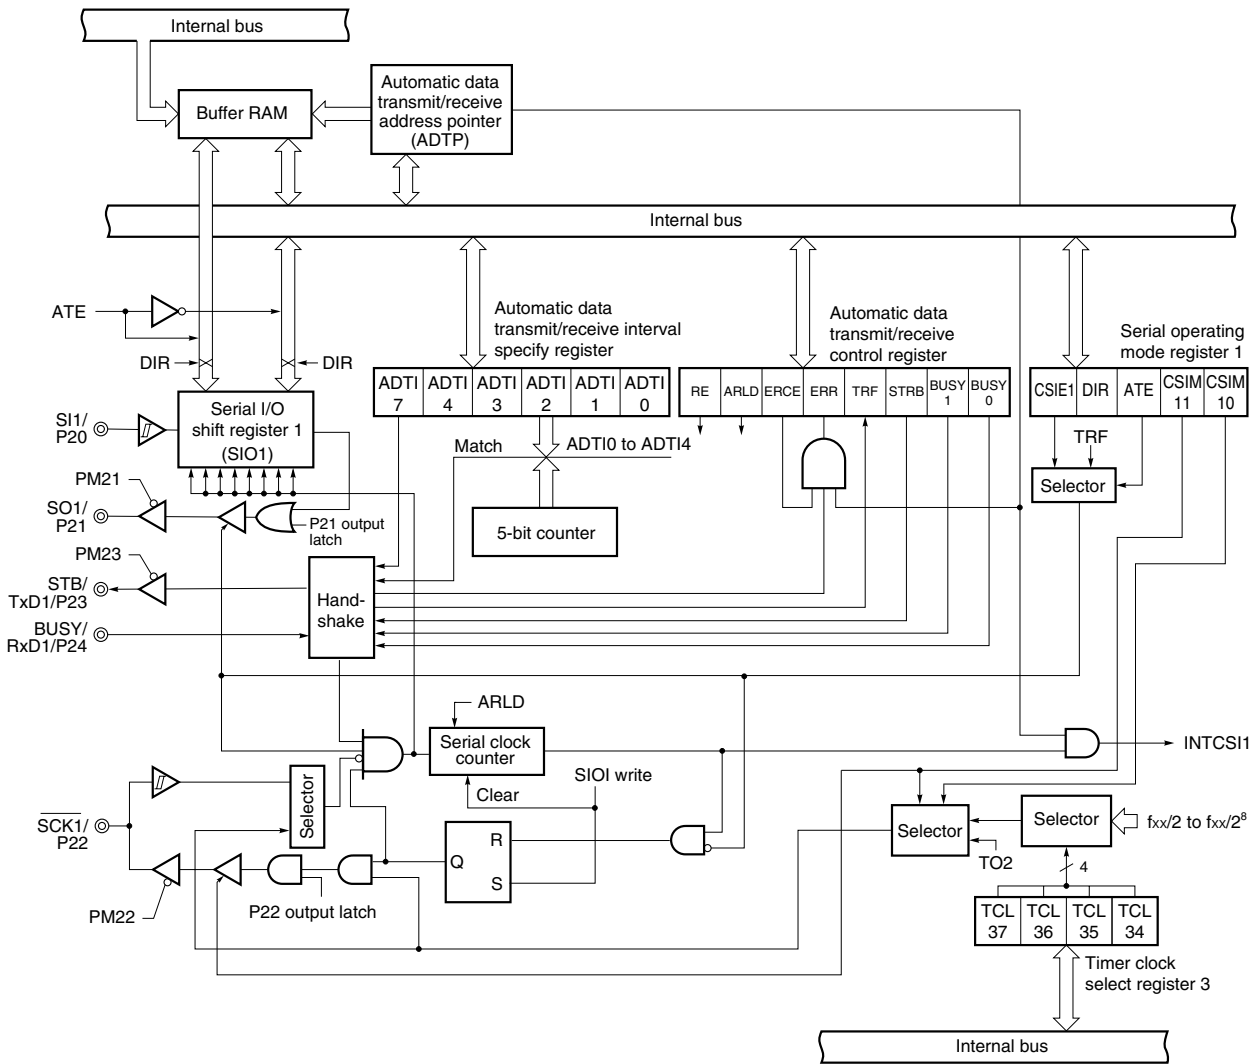 Internal bus
Buffer RAM
Automatic data
transmit/receive
address pointer
(ADTP)
Internal bus
ATE
DIR
DIR
Automatic data
transmit/receive interval
specify register
Automatic data
transmit/receive
control register
Serial operating
mode register 1
ADTI 7
ADTI 4
ADTI 3
ADTI 2
ADTI 1
ADTI 0
RE
ARLD
ERCE
ERR
TRF
STRB
BUSY 1
BUSY 0
CSIE1
DIR
ATE
CSIM 11
CSIM 10
SI1/
P20
Serial I/O
shift register 1
(SIO1)
Match
ADTI0 to ADTI4
TRF
Selector
PM21
SO1/
P21
P21 output
latch
5-bit counter
PM23
STB/
TxD1/P23
Hand-
shake
BUSY/
RxD1/P24
ARLD
Serial clock
counter
INTCSI1
SIOI write
Clear
Selector
SCK1/
P22
Selector
Selector
fxx/2 to fxx/2⁸
TO2
R
Q
S
4
PM22
P22 output latch
TCL 37
TCL 36
TCL 35
TCL 34
Timer clock
select register 3
Internal bus